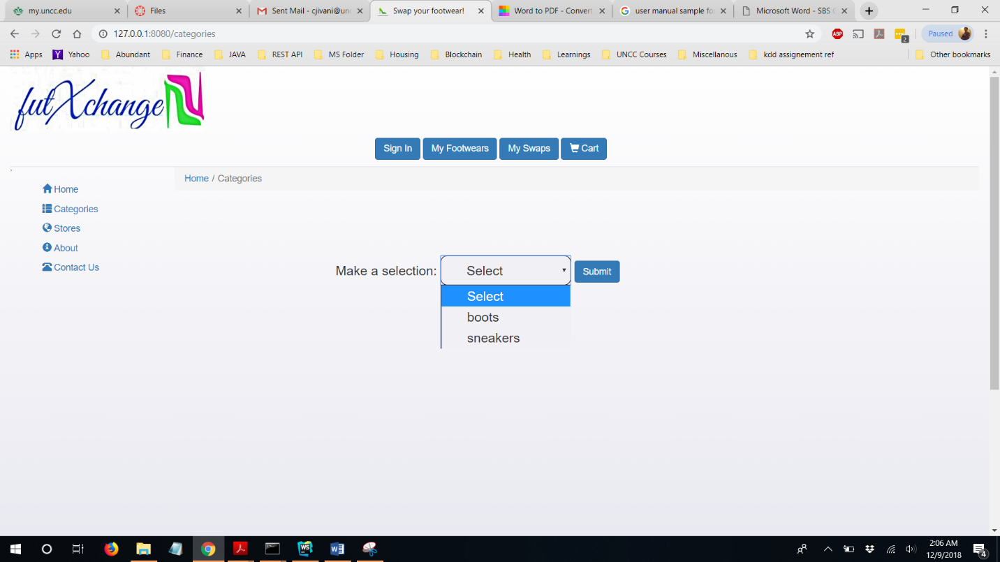 my.uncc.edu
Files
Sent Mail - cjivani@un
Swap your footwear!
Word to PDF - Convert
user manual sample fo
Microsoft Word - SBS
127.0.0.1:8080/categories
ABP
2
Paused
Apps
Yahoo
Abundant
Finance
JAVA
REST API
MS Folder
Housing
Blockchain
Health
Learnings
UNCC Courses
Miscellanous
kdd assignement ref
Other bookmarks
futXchange
Sign In
My Footwears
My Swaps
Cart
Home / Categories
Home
Categories
Stores
About
Contact Us
Make a selection:
Select
Submit
Select
boots
sneakers
WS
2:06 AM
12/9/2018
4